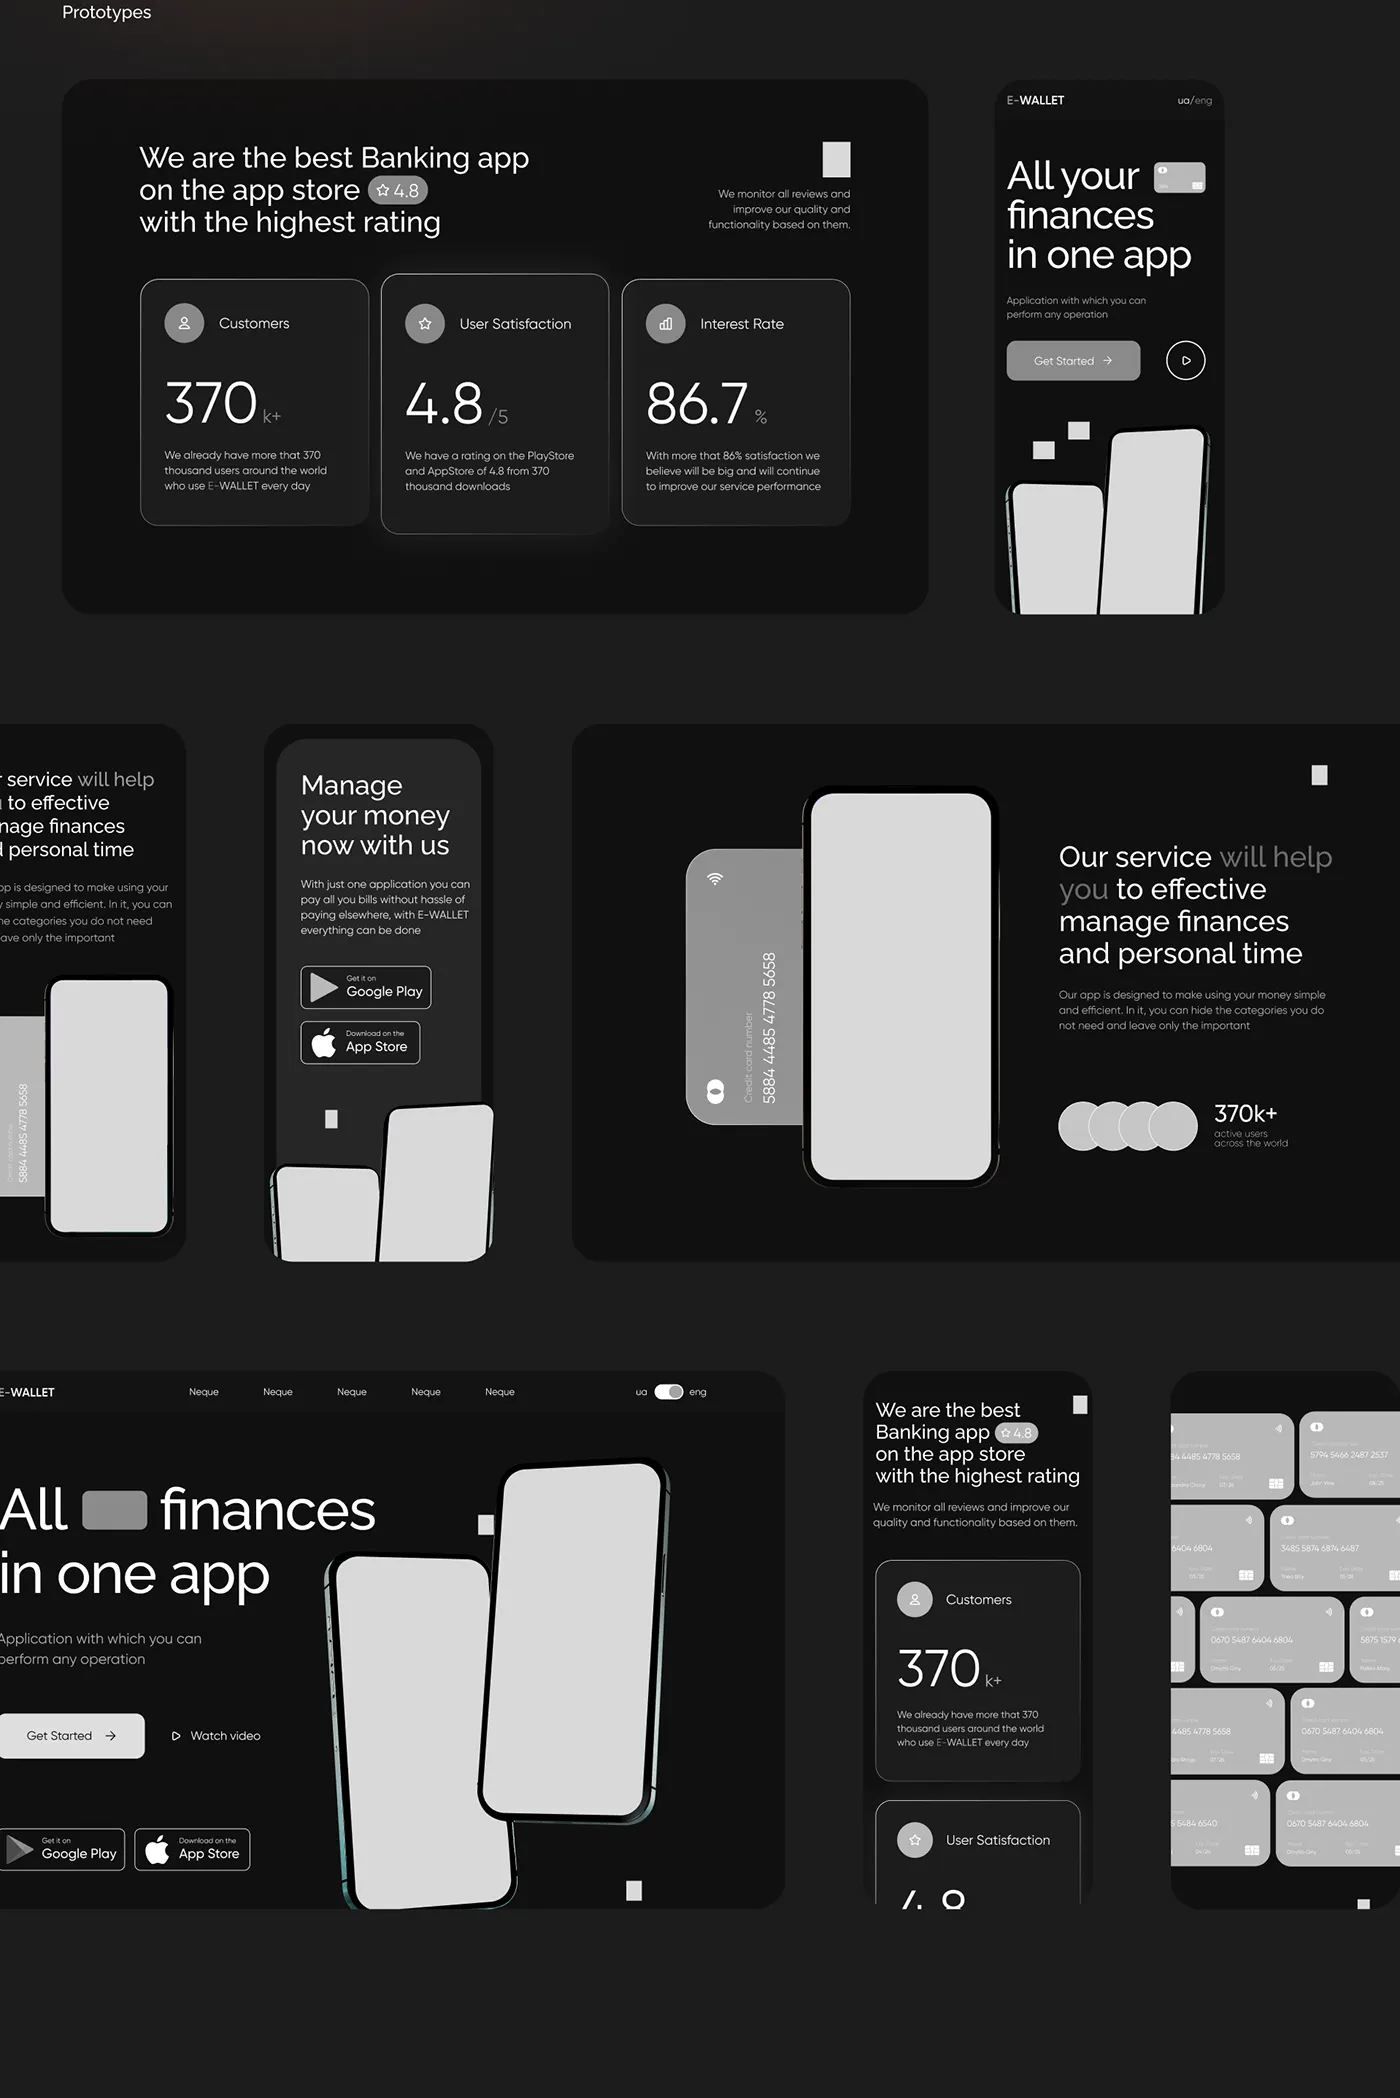 Prototypes
We are the best Banking app
on the app store 4.8
with the highest rating
We monitor all reviews and
improve our quality and
functionality based on them.
Customers
370 k+
We already have more that 370
thousand users around the world
who use E-WALLET every day
User Satisfaction
4.8 /5
We have a rating on the PlayStore
and AppStore of 4.8 from 370
thousand downloads
Interest Rate
86.7 %
With more that 86% satisfaction we
believe will be big and will continue
to improve our service performance
E-WALLET
ua/eng
All your
finances
in one app
Application with which you can
perform any operation
Get Started
r service will help
to effective
nage finances
d personal time
pp is designed to make using your
y simple and efficient. In it, you can
he categories you do not need
ave only the important
5884 4485 4778 5658
Manage
your money
now with us
With just one application you can
pay all you bills without hassle of
paying elsewhere, with E-WALLET
everything can be done
Get it on
Google Play
Download on the
App Store
Credit card number
5884 4485 4778 5658
Our service will help
you to effective
manage finances
and personal time
Our app is designed to make using your money simple
and efficient. In it, you can hide the categories you do
not need and leave only the important
370k+
active users
across the world
E-WALLET
Neque
Neque
Neque
Neque
Neque
ua
eng
All finances
in one app
Application with which you can
perform any operation
Get Started
Watch video
Get it on
Google Play
Download on the
App Store
We are the best
Banking app 4.8
on the app store
with the highest rating
We monitor all reviews and improve our
quality and functionality based on them.
Customers
370 k+
We already have more that 370
thousand users around the world
who use E-WALLET every day
User Satisfaction
4.8
84 4485 4778 5658
5794 5466 2487 2537
6404 6804
3485 5874 6874 6487
0670 5487 6404 6804
5875 1579
4485 4778 5658
0670 5487 6404 6804
5 5484 6540
0670 5487 6404 6804